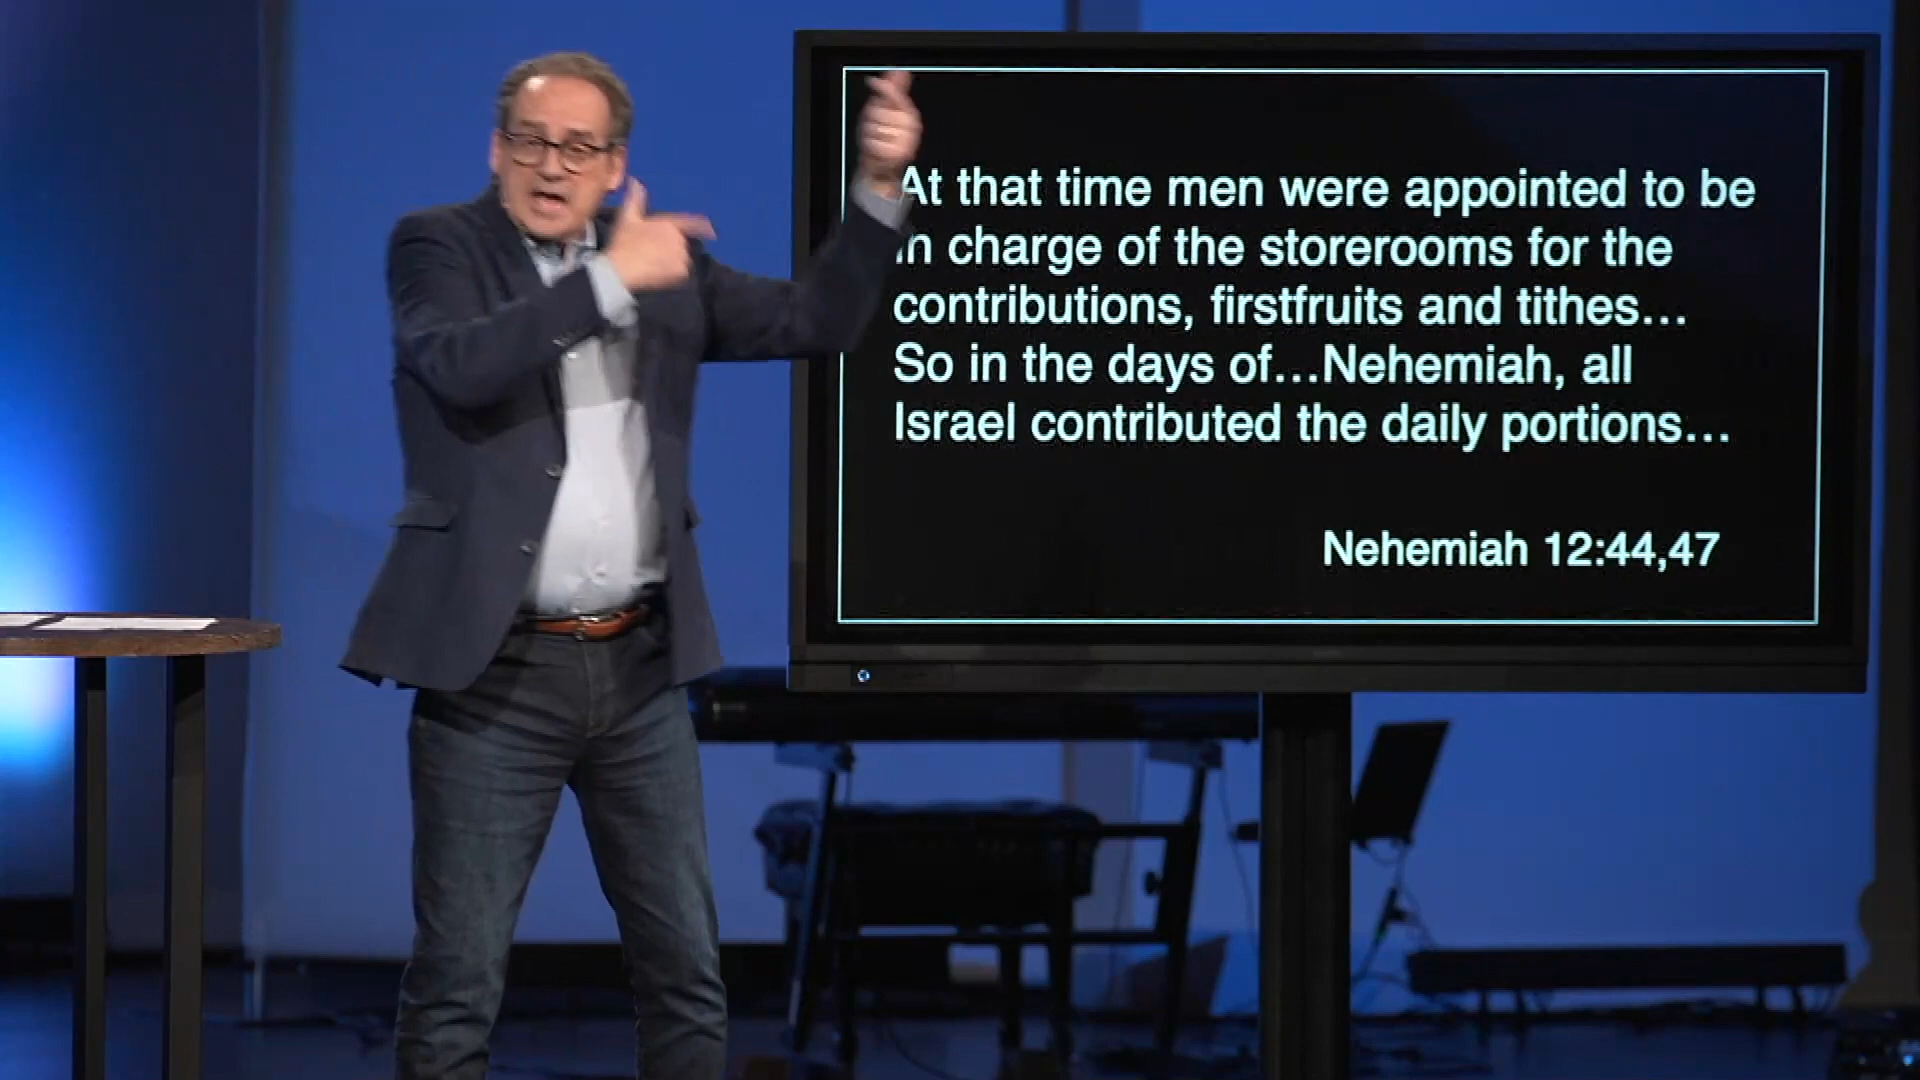 At that time men were appointed to be
in charge of the storerooms for the
contributions, firstfruits and tithes...
So in the days of...Nehemiah, all
Israel contributed the daily portions...
Nehemiah 12:44,47